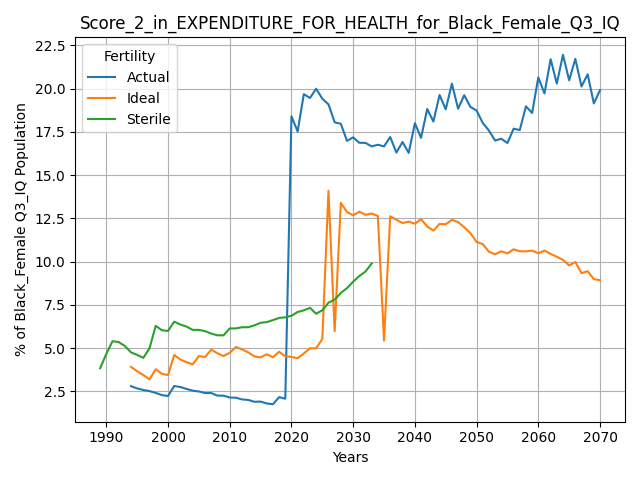 Score_2_in_EXPENDITURE_FOR_HEALTH_for_Black_Female_Q3_IQ
Fertility
Actual
Ideal
Sterile
% of Black_Female Q3_IQ Population
22.5
20.0
17.5
15.0
12.5
10.0
7.5
5.0
2.5
1990 2000 2010 2020 2030 2040 2050 2060 2070
Years